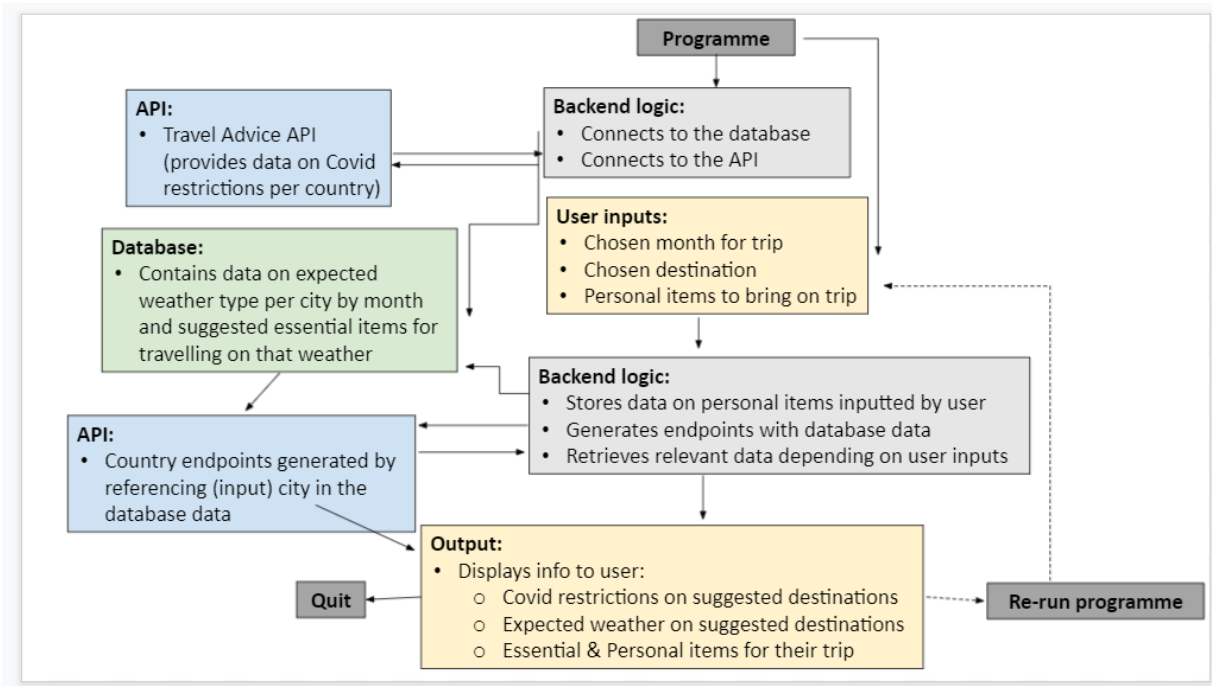 Programme
API:
• Travel Advice API
(provides data on Covid
restrictions per country)
Backend logic:
• Connects to the database
• Connects to the API
User inputs:
• Chosen month for trip
• Chosen destination
• Personal items to bring on trip
Database:
• Contains data on expected
weather type per city by month
and suggested essential items for
travelling on that weather
Backend logic:
• Stores data on personal items inputted by user
• Generates endpoints with database data
• Retrieves relevant data depending on user inputs
API:
• Country endpoints generated by
referencing (input) city in the
database data
Output:
• Displays info to user:
○ Covid restrictions on suggested destinations
○ Expected weather on suggested destinations
○ Essential & Personal items for their trip
Quit
Re-run programme